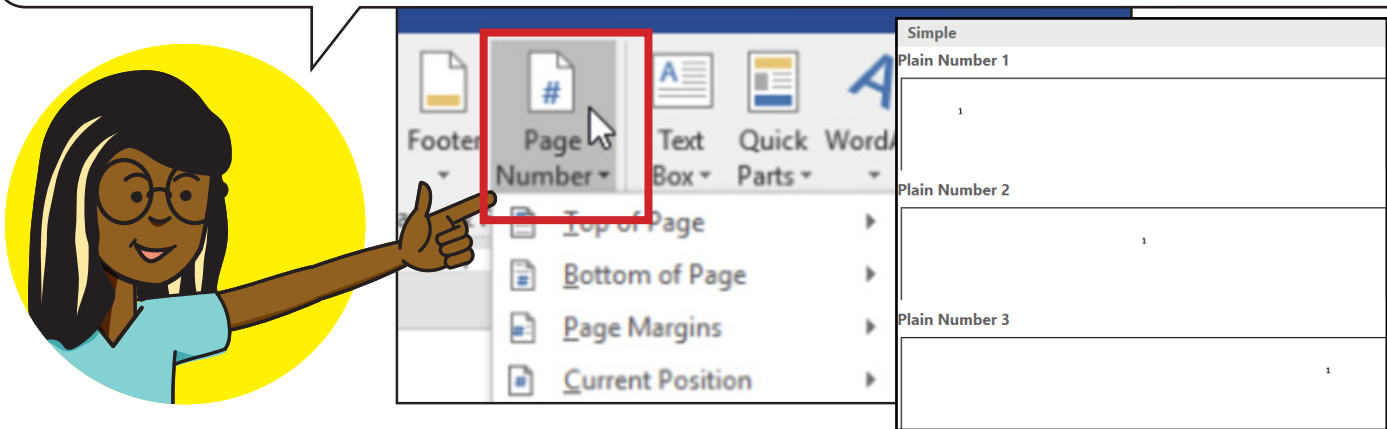 Footer
Page
Number
Text
Box
Quick
Parts
Top of Page
Bottom of Page
Page Margins
Current Position
Simple
Plain Number 1
1
Plain Number 2
1
Plain Number 3
1